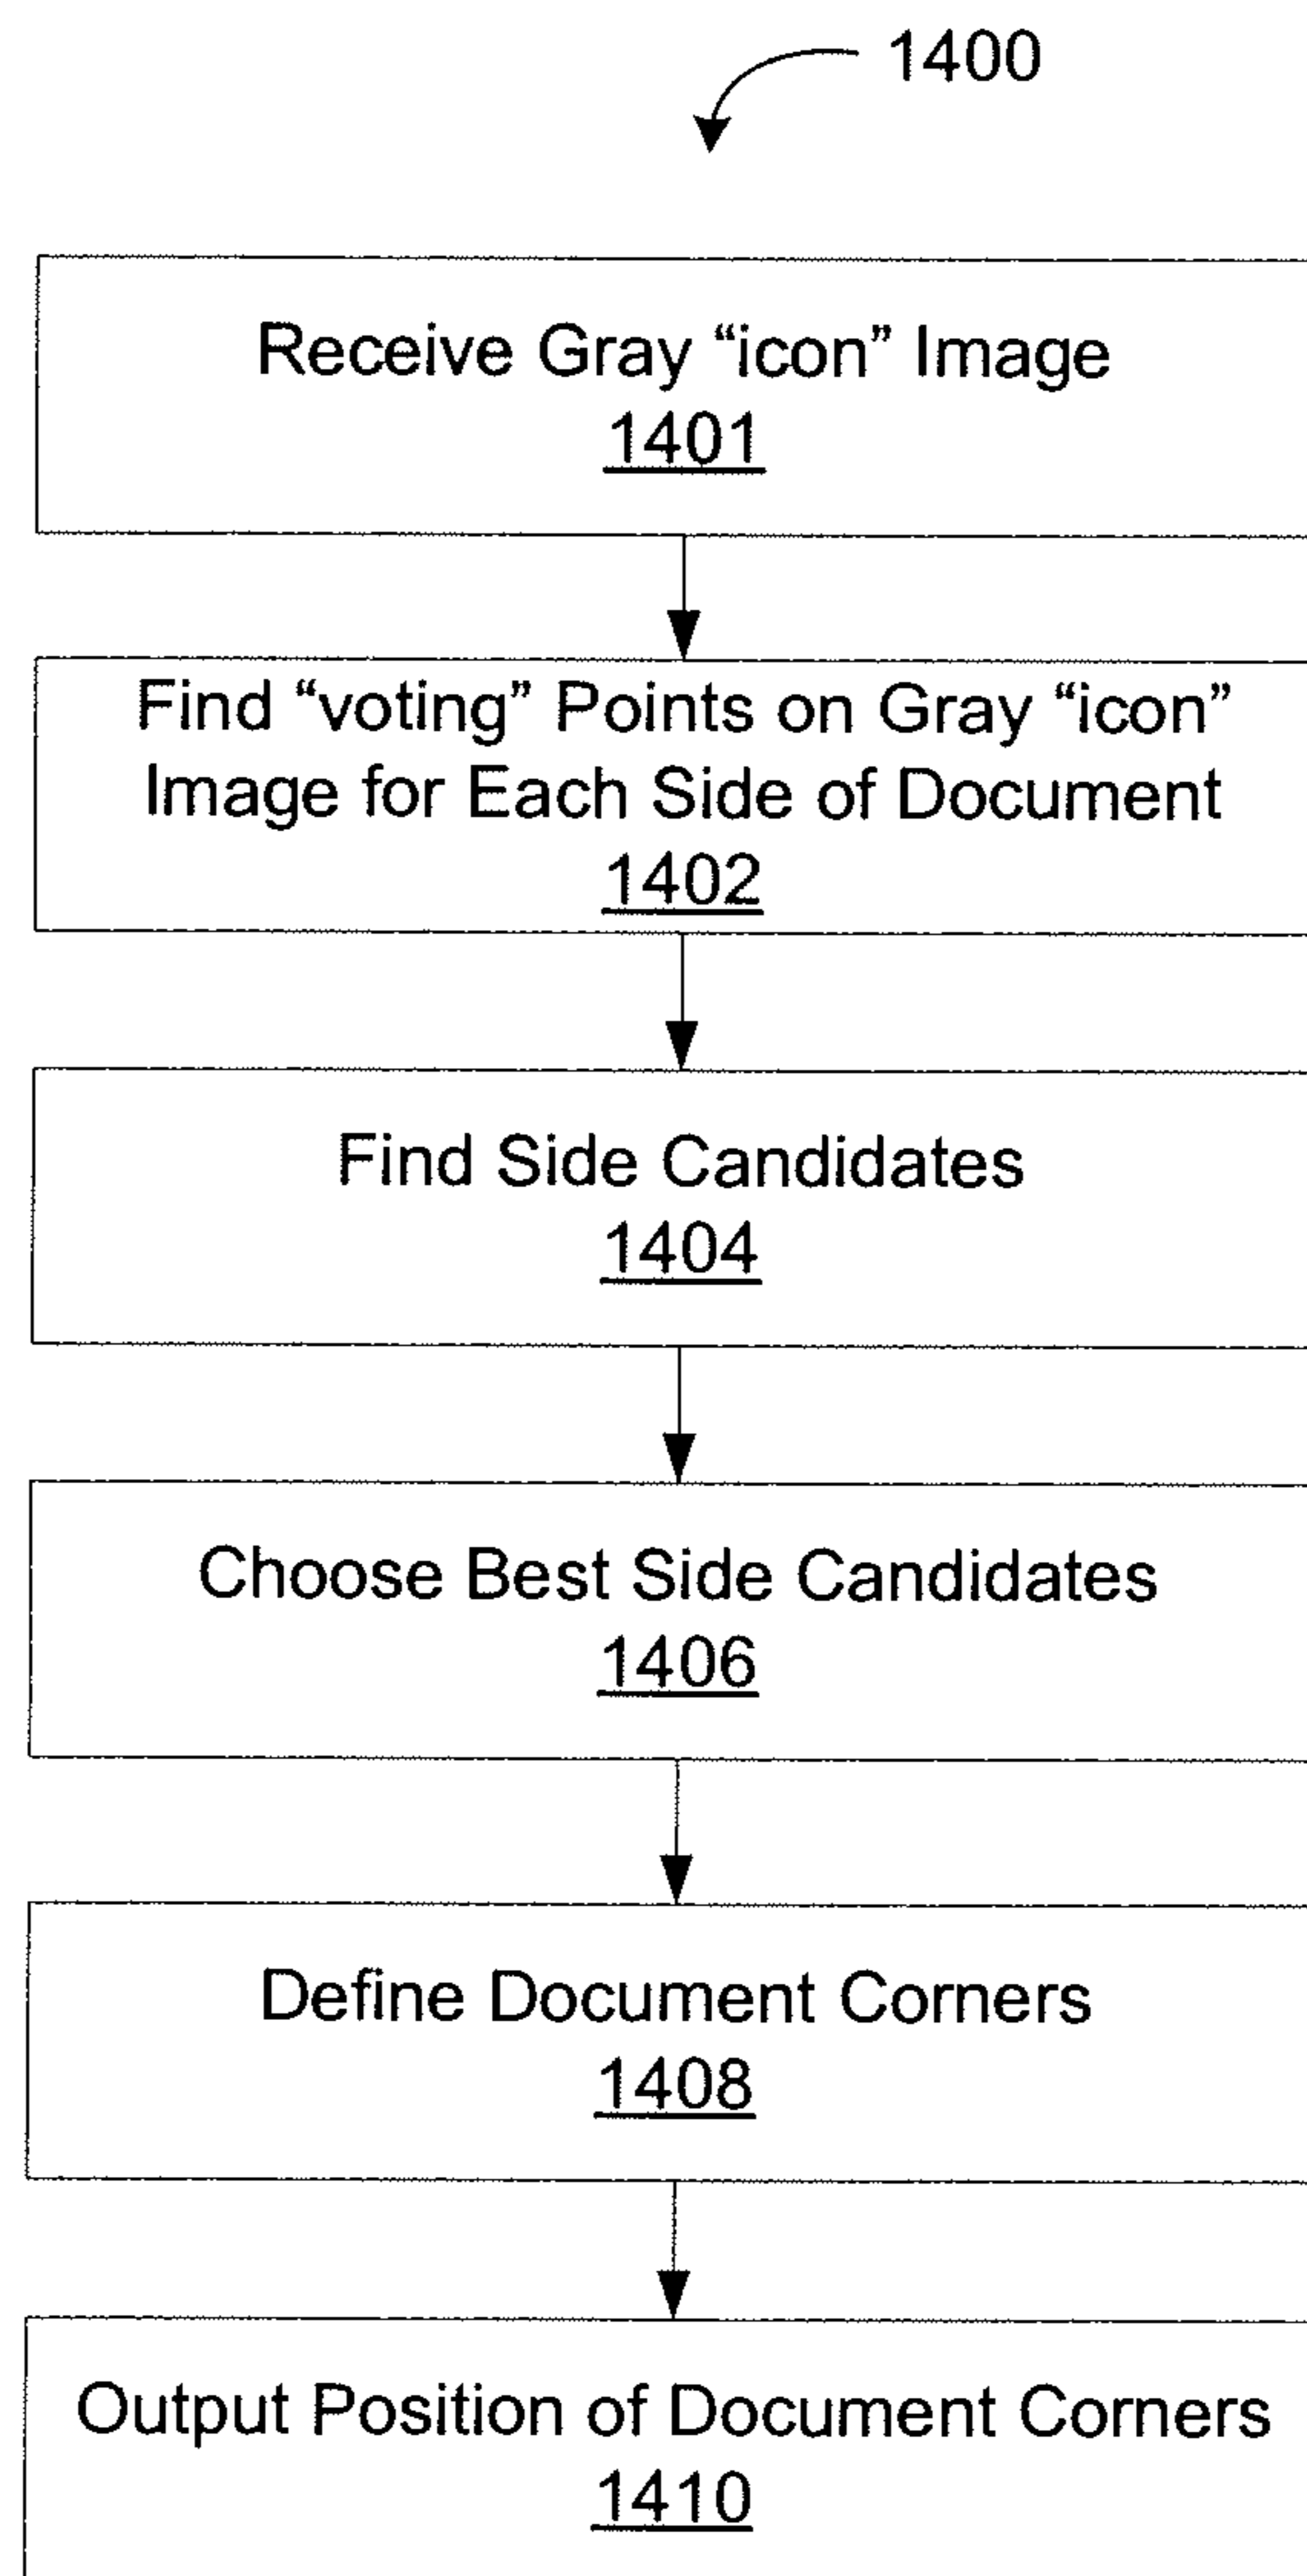 1400
Receive Gray “icon” Image
1401
Find “voting” Points on Gray “icon”
Image for Each Side of Document
1402
Find Side Candidates
1404
Choose Best Side Candidates
1406
Define Document Corners
1408
Output Position of Document Corners
1410